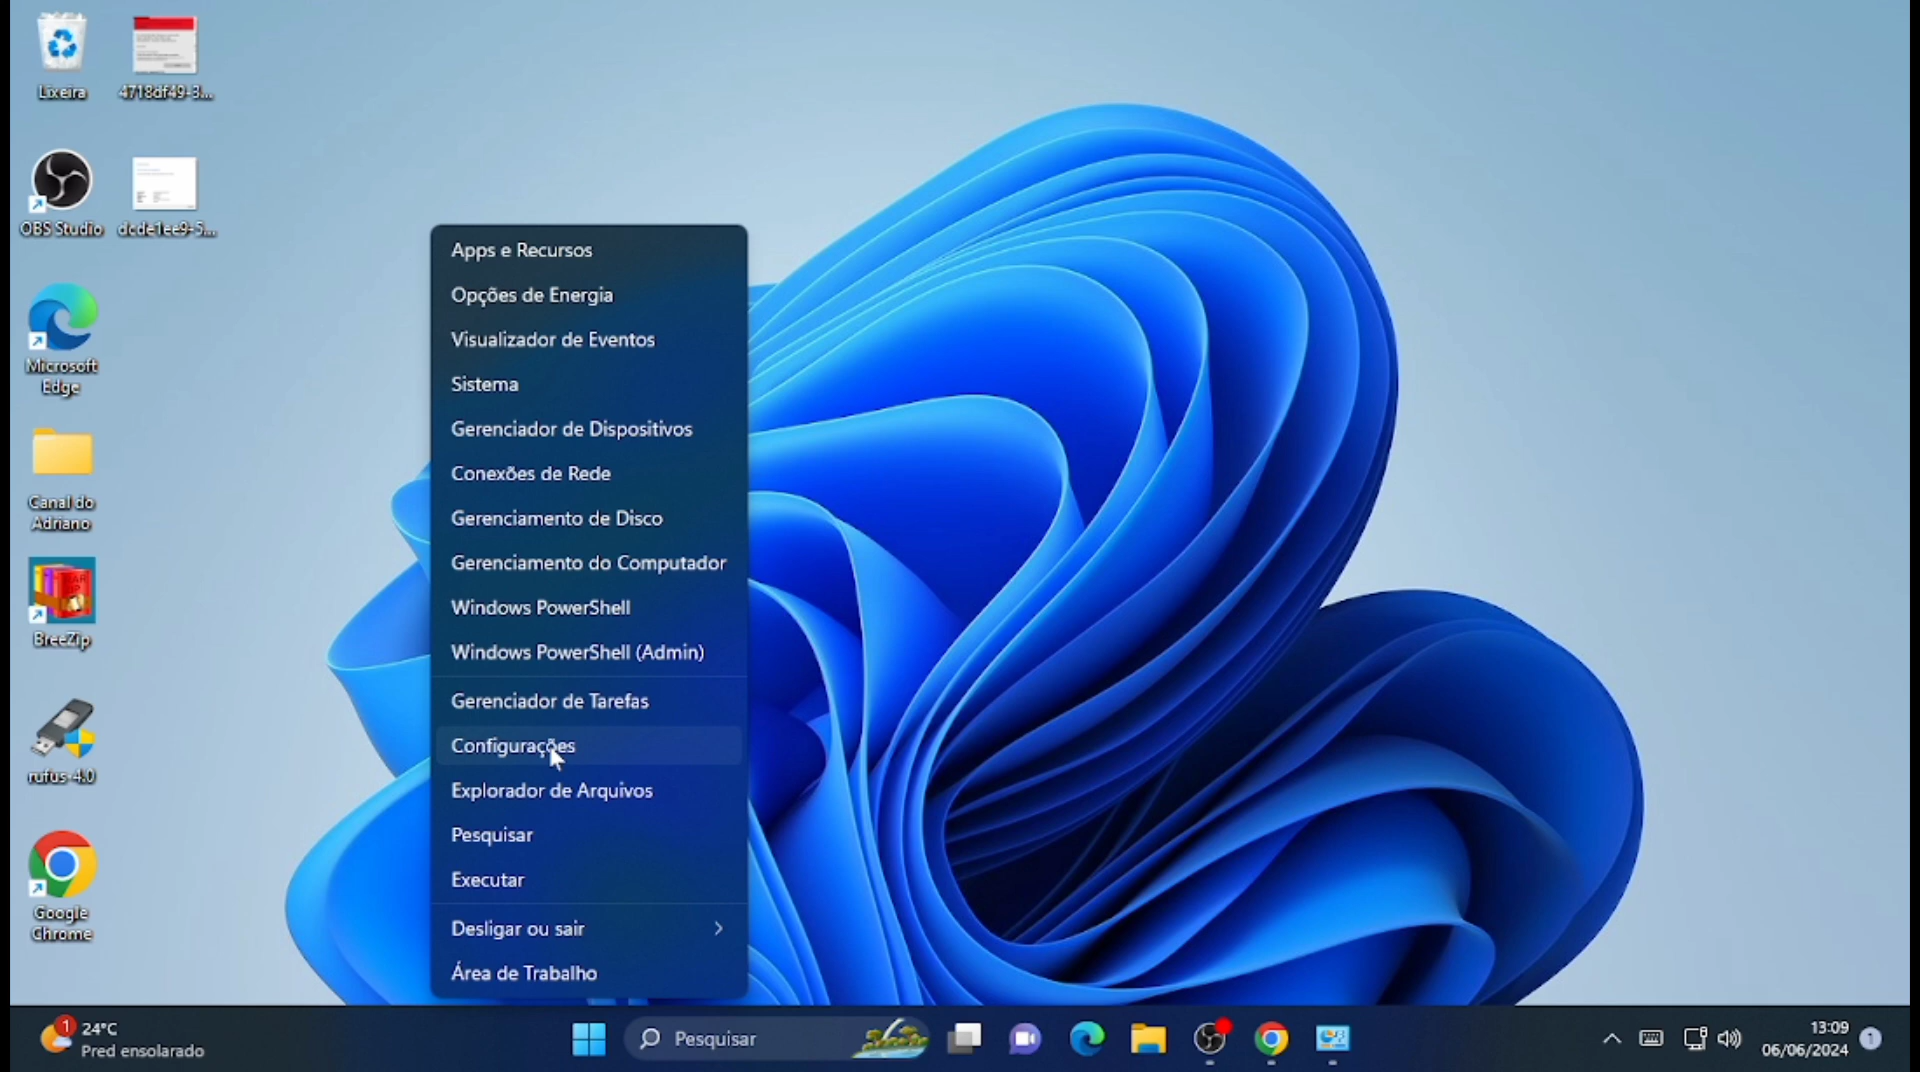 Lixeira
4718df49-3...
OBS Studio
dcde1ee9-5...
Microsoft
Edge
Canal do
Adriano
BreeZip
rufus-4.0
Google
Chrome
Apps e Recursos
Opções de Energia
Visualizador de Eventos
Sistema
Gerenciador de Dispositivos
Conexões de Rede
Gerenciamento de Disco
Gerenciamento do Computador
Windows PowerShell
Windows PowerShell (Admin)
Gerenciador de Tarefas
Configurações
Explorador de Arquivos
Pesquisar
Executar
Desligar ou sair
Área de Trabalho
1
24°C
Pred ensolarado
Pesquisar
13:09
06/06/2024
1